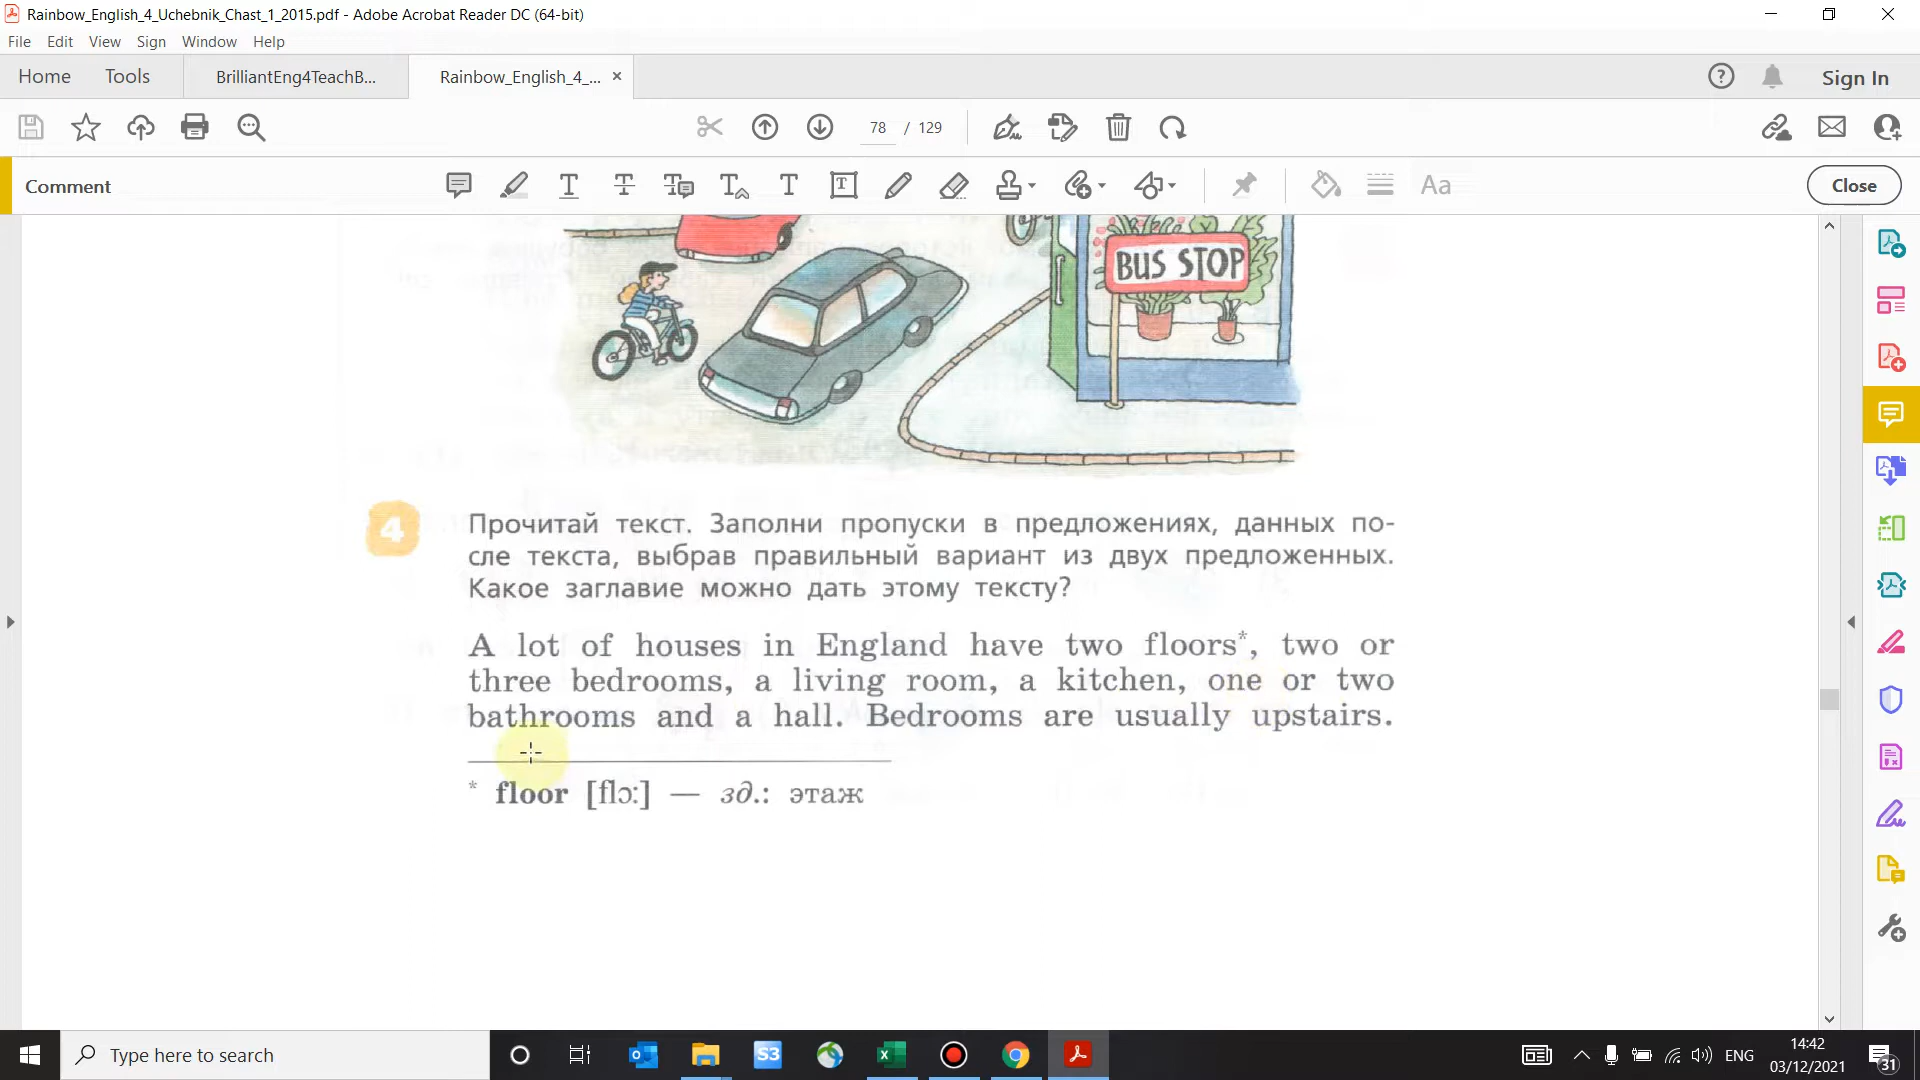 Rainbow_English_4_Uchebnik_Chast_1_2015.pdf - Adobe Acrobat Reader DC (64-bit)
File Edit View Sign Window Help
Home Tools BrilliantEng4TeachB... Rainbow_English_4_... × Sign In
78 / 129
Comment Aa Close
BUS STOP
4 Прочитай текст. Заполни пропуски в предложениях, данных по-
сле текста, выбрав правильный вариант из двух предложенных.
Какое заглавие можно дать этому тексту?
A lot of houses in England have two floors*, two or
three bedrooms, a living room, a kitchen, one or two
bathrooms and a hall. Bedrooms are usually upstairs.
* floor [flɔː] — зд.: этаж
Type here to search
ENG
14:42
03/12/2021
31